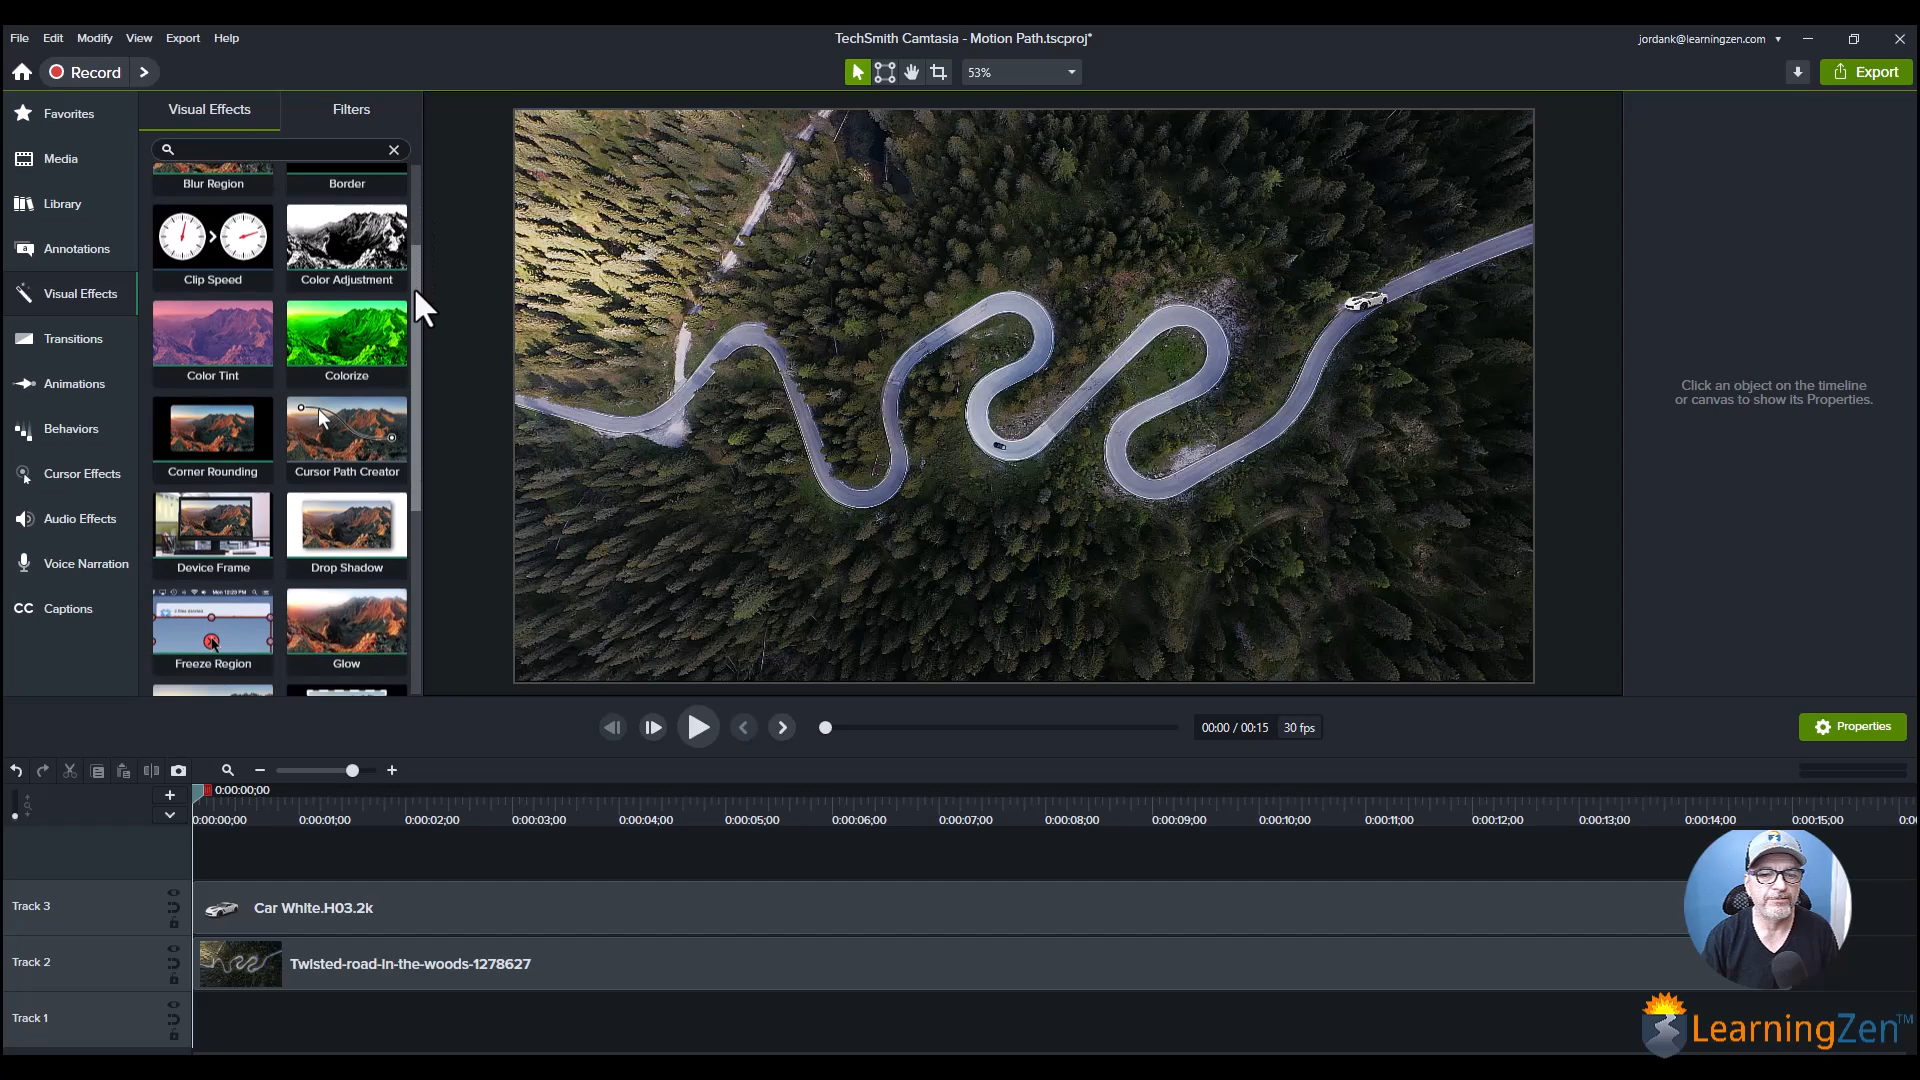 File Edit Modify View Export Help
TechSmith Camtasia - Motion Path.tscproj*
jordank@learningzen.com
Record
53%
Export
Favorites
Media
Library
Annotations
Visual Effects
Transitions
Animations
Behaviors
Cursor Effects
Audio Effects
Voice Narration
CC Captions
Visual Effects Filters
Blur Region Border
Clip Speed Color Adjustment
Color Tint Colorize
Corner Rounding Cursor Path Creator
Device Frame Drop Shadow
Mon 10:23 PM
Freeze Region Glow
Click an object on the timeline
or canvas to show its Properties.
00:00 / 00:15 30 fps
Properties
0:00:00;00
0:00:00;00 0:00:01;00 0:00:02;00 0:00:03;00 0:00:04;00 0:00:05;00 0:00:06;00 0:00:07;00 0:00:08;00 0:00:09;00 0:00:10;00 0:00:11;00 0:00:12;00 0:00:13;00 0:00:14;00 0:00:15;00 0:0
Track 3
Car White.H03.2k
Track 2
Twisted-road-in-the-woods-1278627
Track 1
LearningZen™